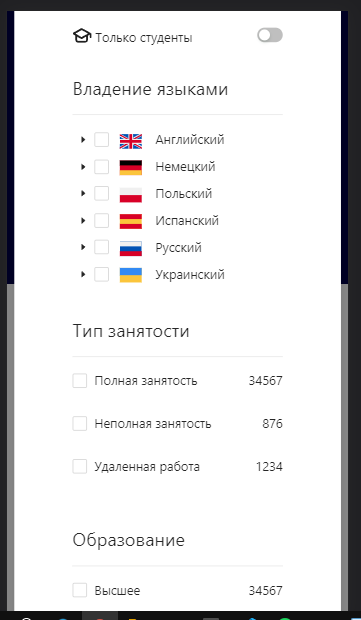 Только студенты
Владение языками
Английский
Немецкий
Польский
Испанский
Русский
Украинский
Тип занятости
Полная занятость 34567
Неполная занятость 876
Удаленная работа 1234
Образование
Высшее 34567